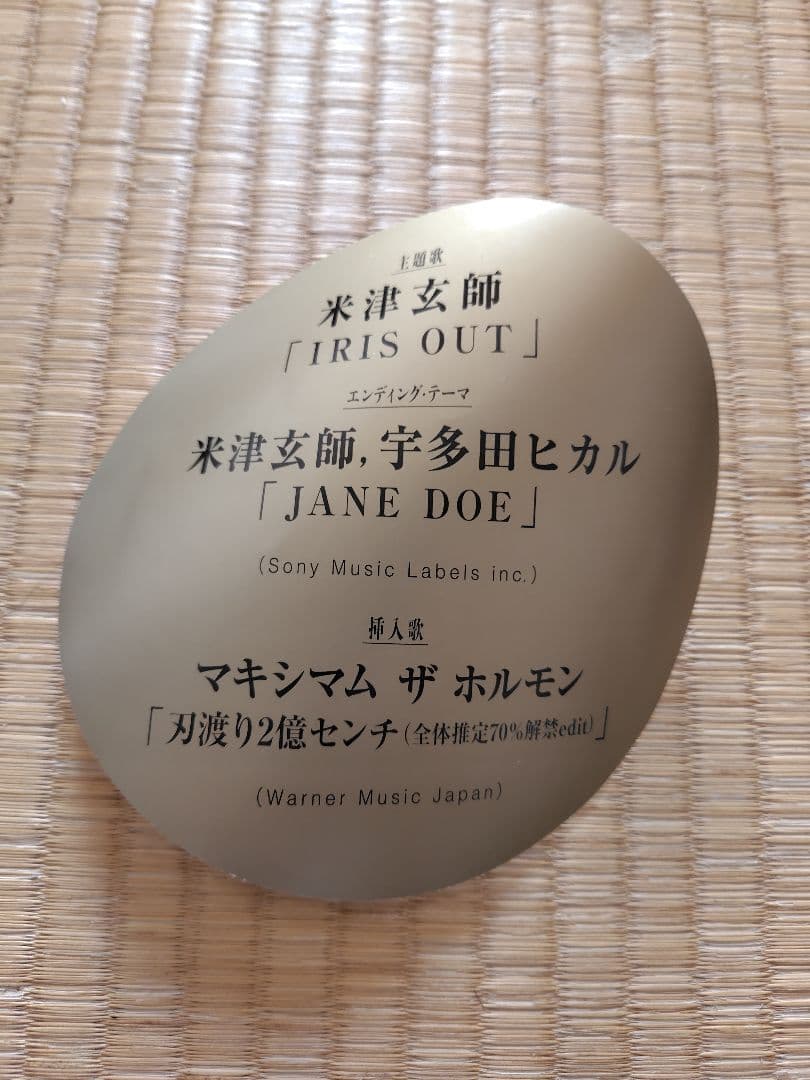 主題歌
米津玄師
「IRIS OUT」
エンディング・テーマ
米津玄師, 宇多田ヒカル
「JANE DOE」
(Sony Music Labels inc.)
挿入歌
マキシマム ザ ホルモン
「刃渡り2億センチ(全体推定70%解禁edit)」
(Warner Music Japan)